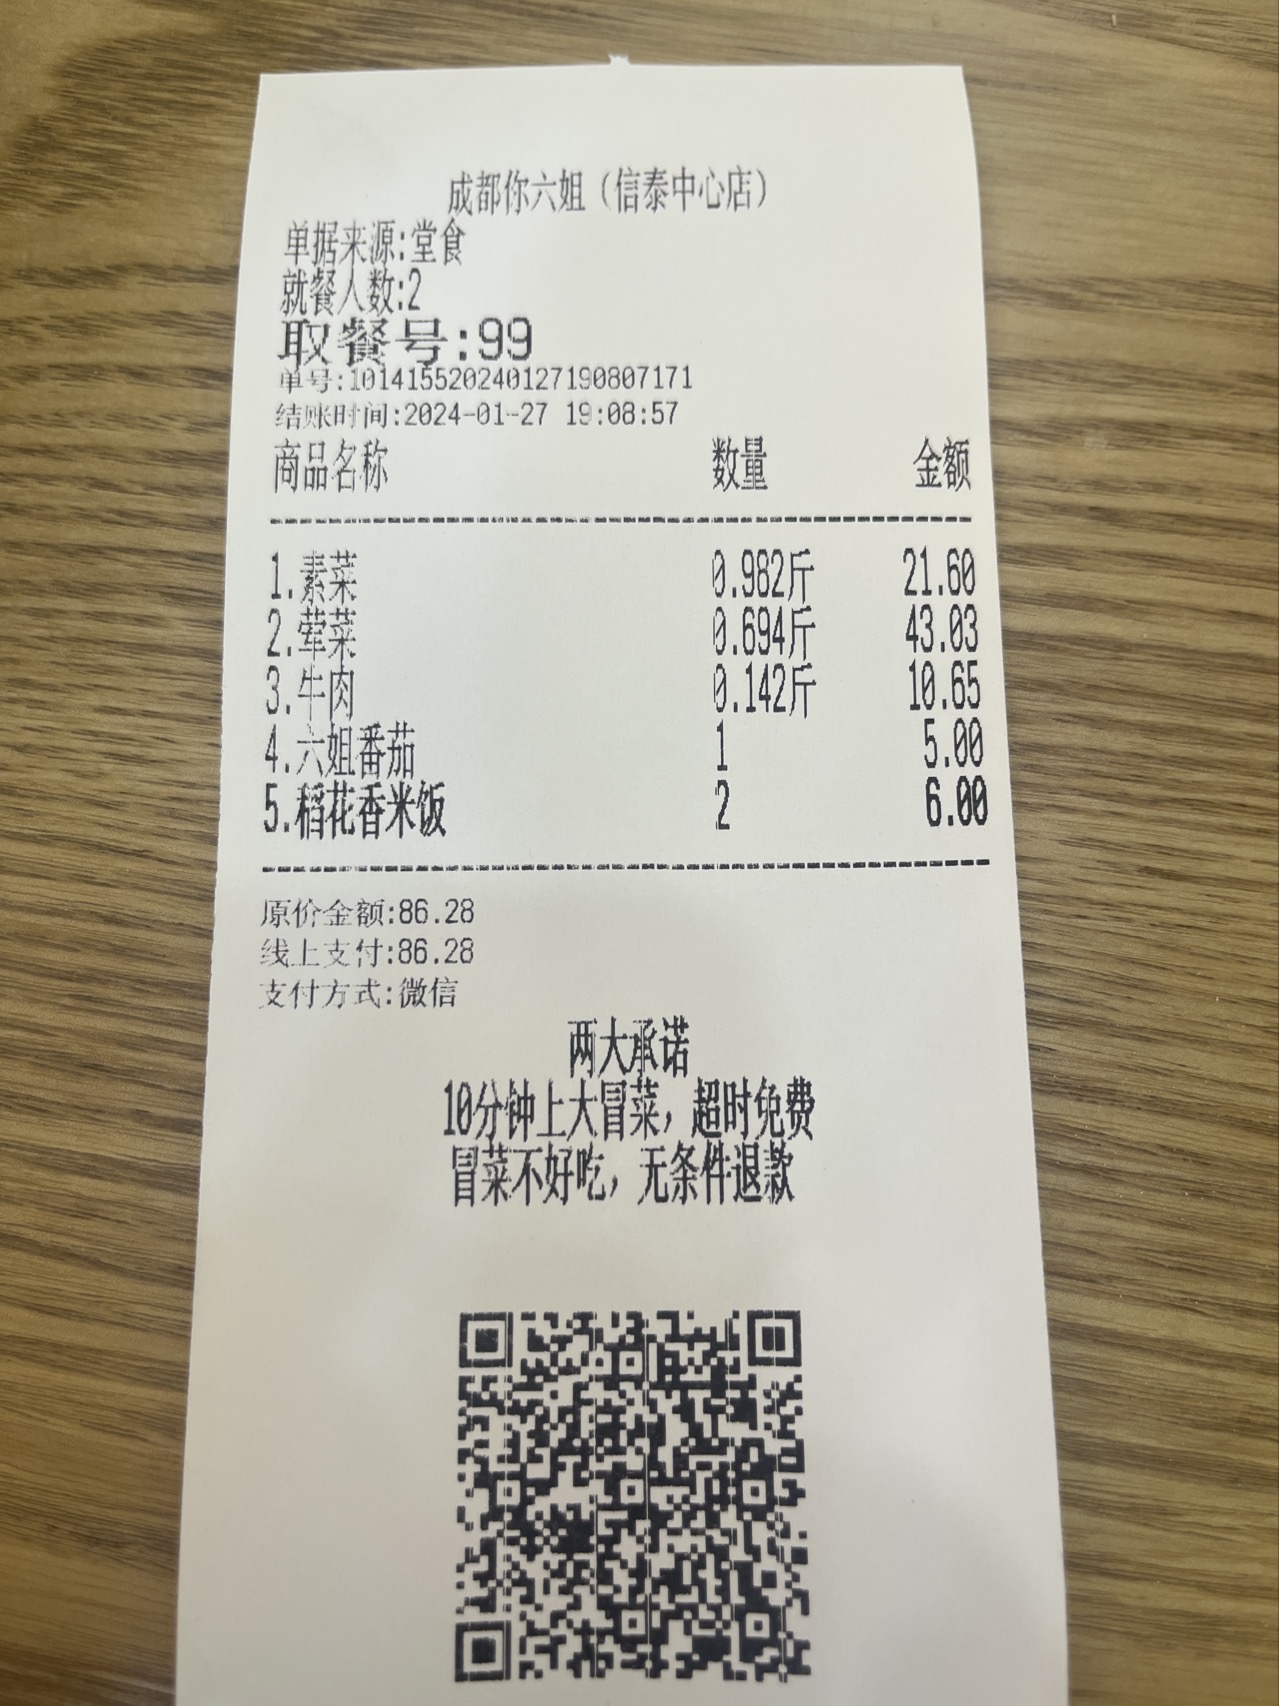 成都你六姐（信泰中心店）
单据来源:堂食
就餐人数:2
取餐号:99
单号:101415520240127190807171
结账时间:2024-01-27 19:08:57
商品名称 数量 金额
1.素菜 0.982斤 21.60
2.荤菜 0.694斤 43.03
3.牛肉 0.142斤 10.65
4.六姐番茄 1 5.00
5.稻花香米饭 2 6.00
原价金额:86.28
线上支付:86.28
支付方式:微信
两大承诺
10分钟上大冒菜，超时免费
冒菜不好吃，无条件退款